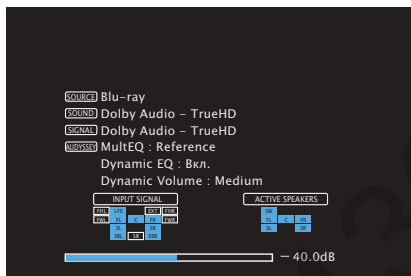 SOURCE Blu-ray
SOUND Dolby Audio - TrueHD
SIGNAL Dolby Audio - TrueHD
AUDYSSEY MultEQ : Reference
Dynamic EQ : Вкл.
Dynamic Volume : Medium
INPUT SIGNAL ACTIVE SPEAKERS
FHL LFE EXT FHR SW
FWL FL C FR FWR FL C FR
SL SR SL SR
SBL SB SBR
- 40.0dB